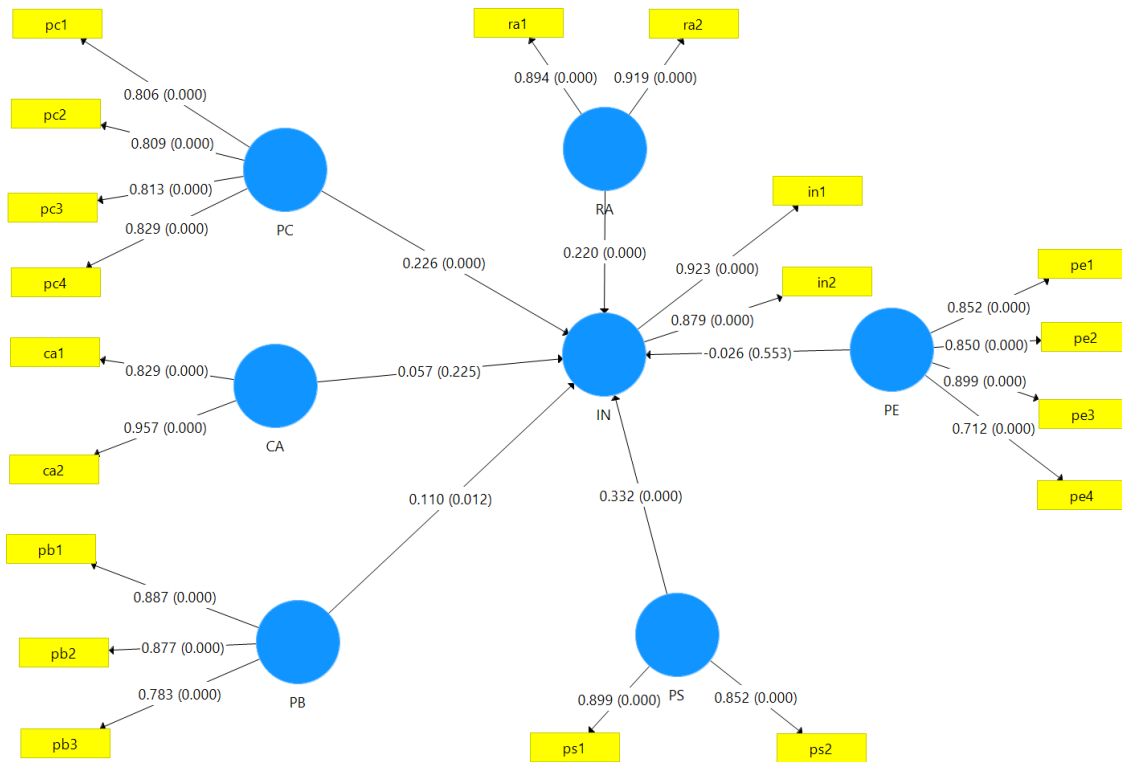 pc1
0.806 (0.000)
pc2
0.809 (0.000)
pc3
0.813 (0.000)
pc4
0.829 (0.000)
PC
0.226 (0.000)
ra1
ra2
0.894 (0.000)
0.919 (0.000)
RA
0.220 (0.000)
in1
0.923 (0.000)
in2
0.879 (0.000)
IN
pe1
0.852 (0.000)
pe2
0.850 (0.000)
pe3
0.899 (0.000)
pe4
0.712 (0.000)
PE
-0.026 (0.553)
ca1
0.829 (0.000)
ca2
0.957 (0.000)
CA
0.057 (0.225)
pb1
0.887 (0.000)
pb2
0.877 (0.000)
pb3
0.783 (0.000)
PB
0.110 (0.012)
0.332 (0.000)
PS
0.899 (0.000)
0.852 (0.000)
ps1
ps2